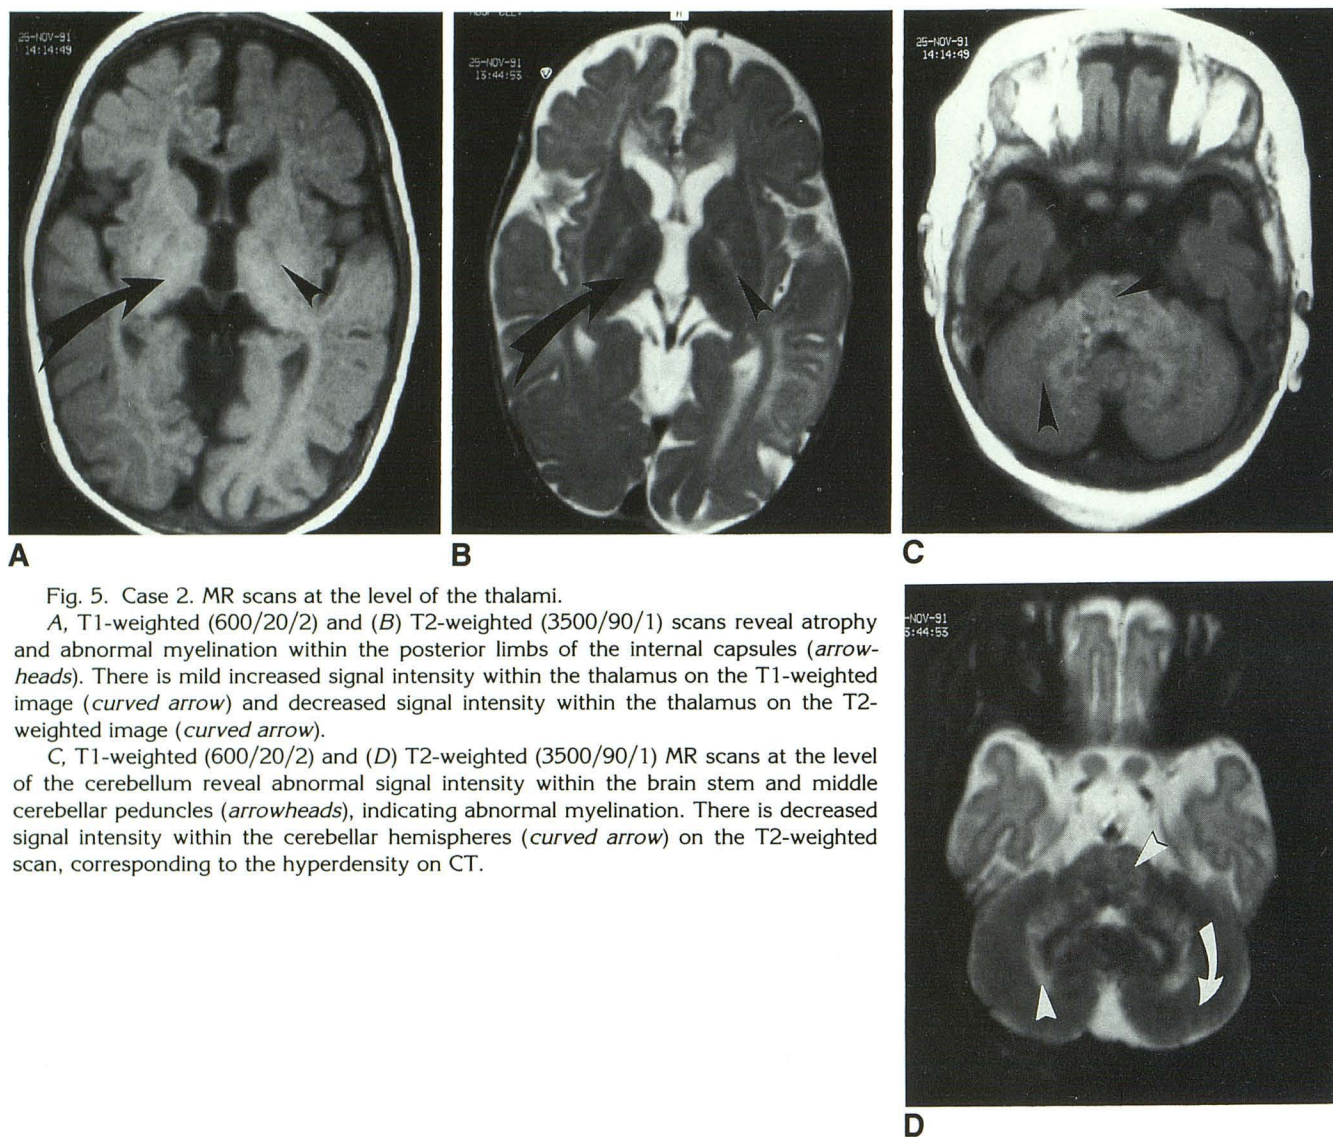 25-NOV-91
14:14:49
25-NOV-91
13:44:53
25-NOV-91
14:14:49
A
B
C
Fig. 5. Case 2. MR scans at the level of the thalami.
A, T1-weighted (600/20/2) and (B) T2-weighted (3500/90/1) scans reveal atrophy
and abnormal myelination within the posterior limbs of the internal capsules (arrow-
heads). There is mild increased signal intensity within the thalamus on the T1-weighted
image (curved arrow) and decreased signal intensity within the thalamus on the T2-
weighted image (curved arrow).
C, T1-weighted (600/20/2) and (D) T2-weighted (3500/90/1) MR scans at the level
of the cerebellum reveal abnormal signal intensity within the brain stem and middle
cerebellar peduncles (arrowheads), indicating abnormal myelination. There is decreased
signal intensity within the cerebellar hemispheres (curved arrow) on the T2-weighted
scan, corresponding to the hyperdensity on CT.
-NOV-91
3:44:53
D